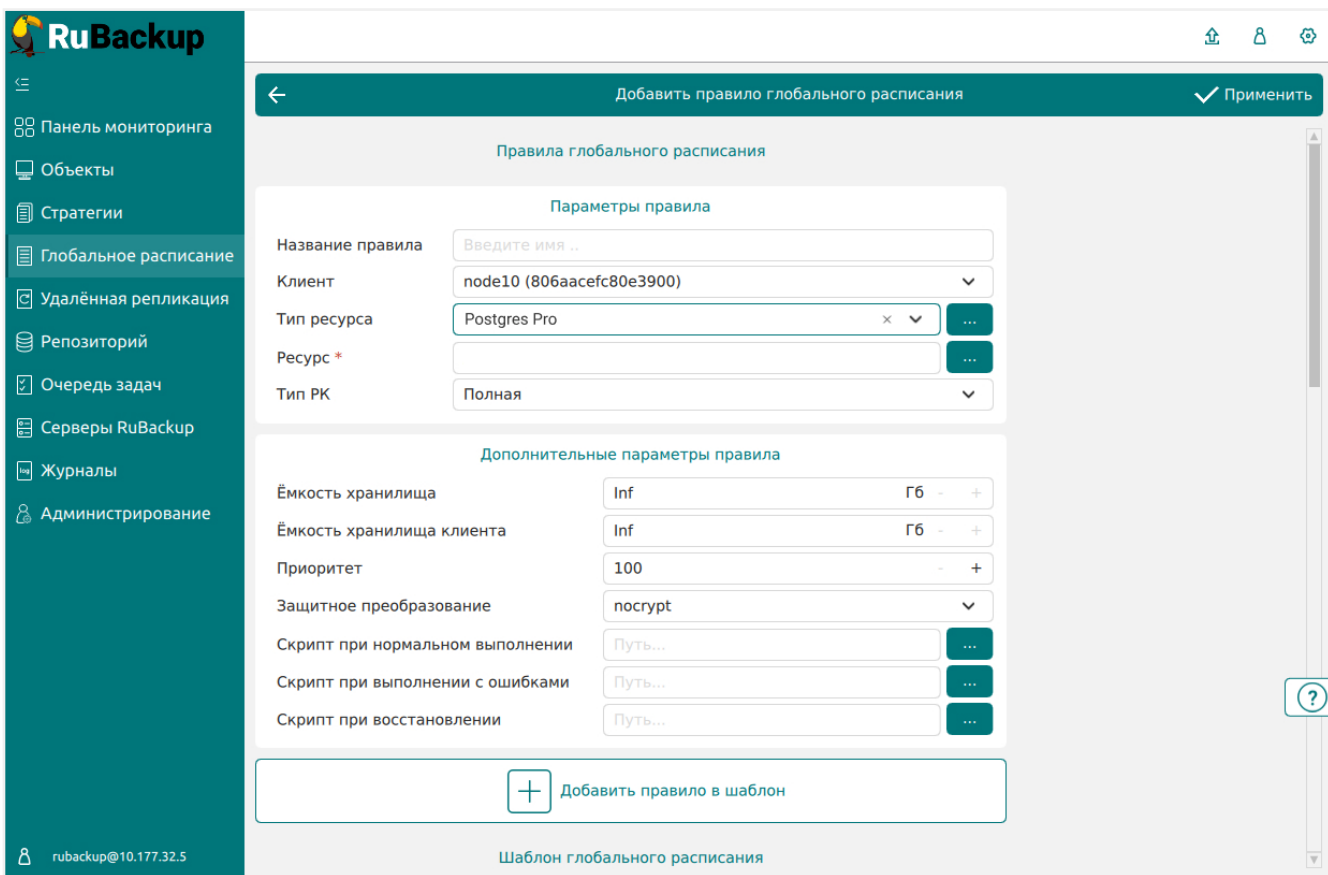 RuBackup
Добавить правило глобального расписания
Применить
Панель мониторинга
Объекты
Стратегии
Глобальное расписание
Удалённая репликация
Репозиторий
Очередь задач
Серверы RuBackup
log Журналы
Администрирование
rubackup@10.177.32.5
Правила глобального расписания
Параметры правила
Название правила Введите имя ..
Клиент node10 (806aacefc80e3900)
Тип ресурса Postgres Pro × ...
Ресурс * ...
Тип РК Полная
Дополнительные параметры правила
Ёмкость хранилища Inf Гб - +
Ёмкость хранилища клиента Inf Гб - +
Приоритет 100 - +
Защитное преобразование nocrypt
Скрипт при нормальном выполнении Путь... ...
Скрипт при выполнении с ошибками Путь... ...
Скрипт при восстановлении Путь... ...
?
+ Добавить правило в шаблон
Шаблон глобального расписания